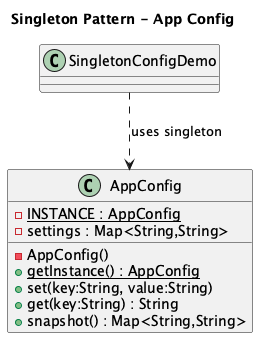 Singleton Pattern - App Config
C SingletonConfigDemo
uses singleton
C AppConfig
INSTANCE : AppConfig
settings : Map<String,String>
AppConfig()
getInstance() : AppConfig
set(key:String, value:String)
get(key:String) : String
snapshot() : Map<String,String>